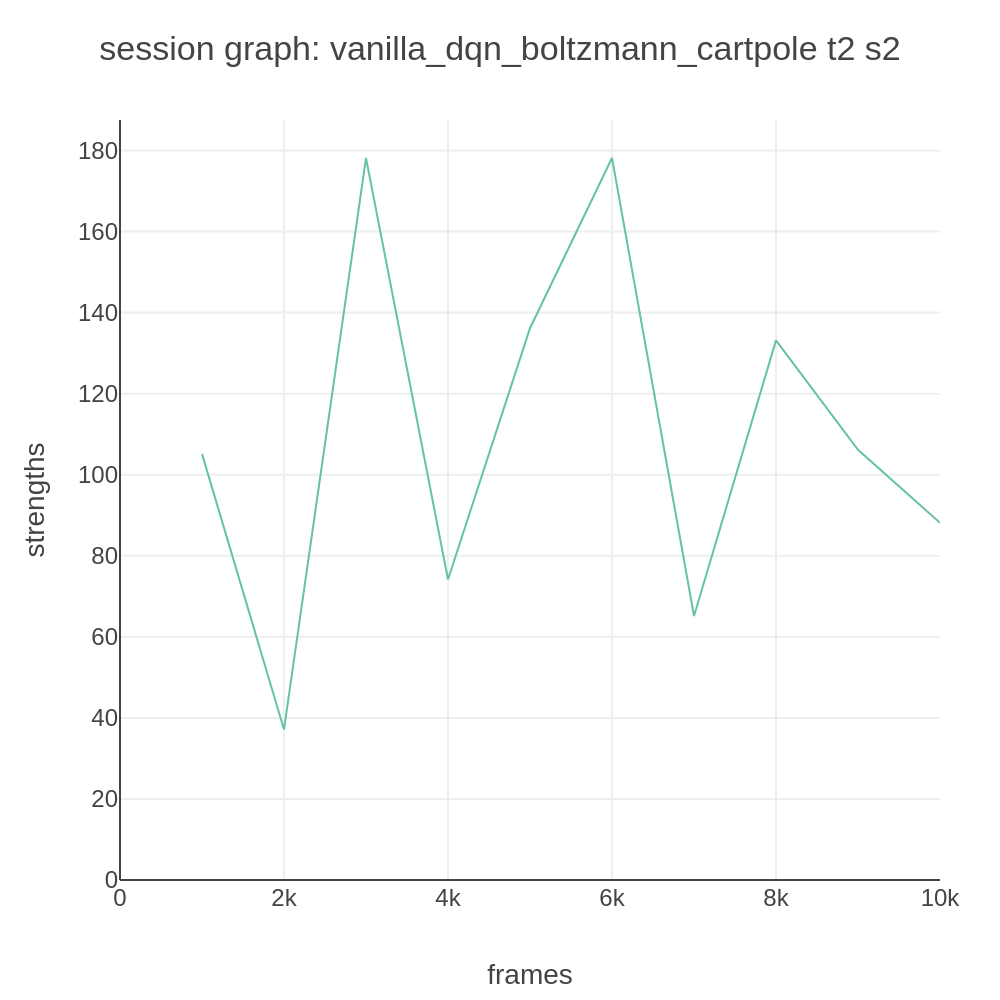 session graph: vanilla_dqn_boltzmann_cartpole t2 s2
180
160
140
120
100
80
60
40
20
0
strengths
0 2k 4k 6k 8k 10k
frames